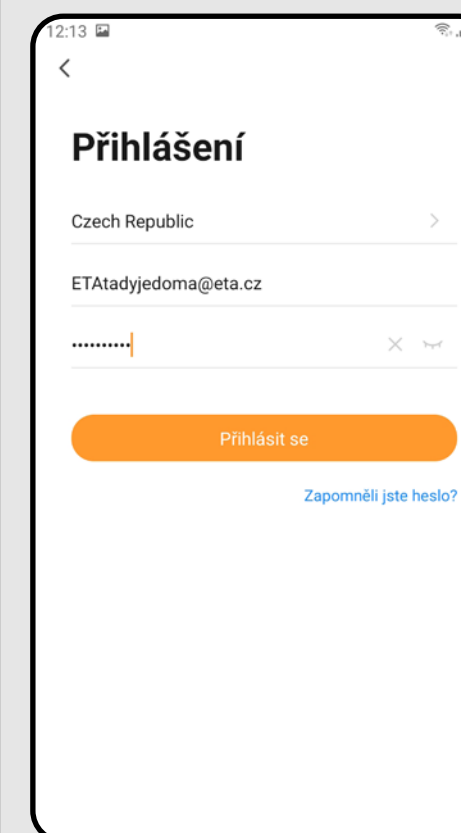 12:13
Přihlášení
Czech Republic
ETAtadyjedoma@eta.cz
••••••••••
Přihlásit se
Zapomněli jste heslo?